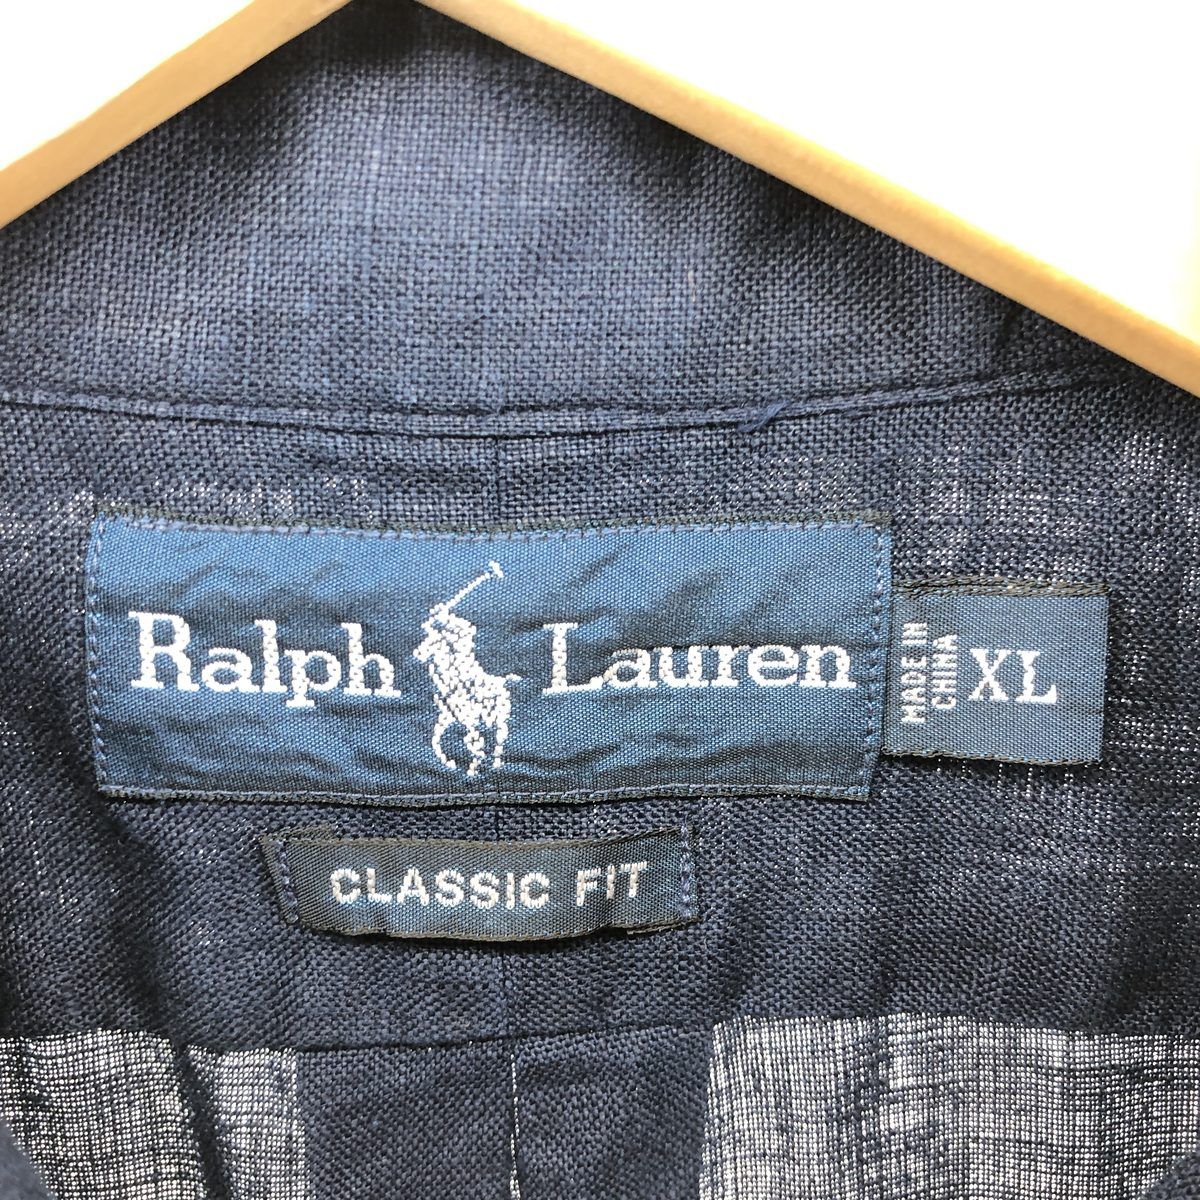 Ralph Lauren
MADE IN
CHINA
XL
CLASSIC FIT